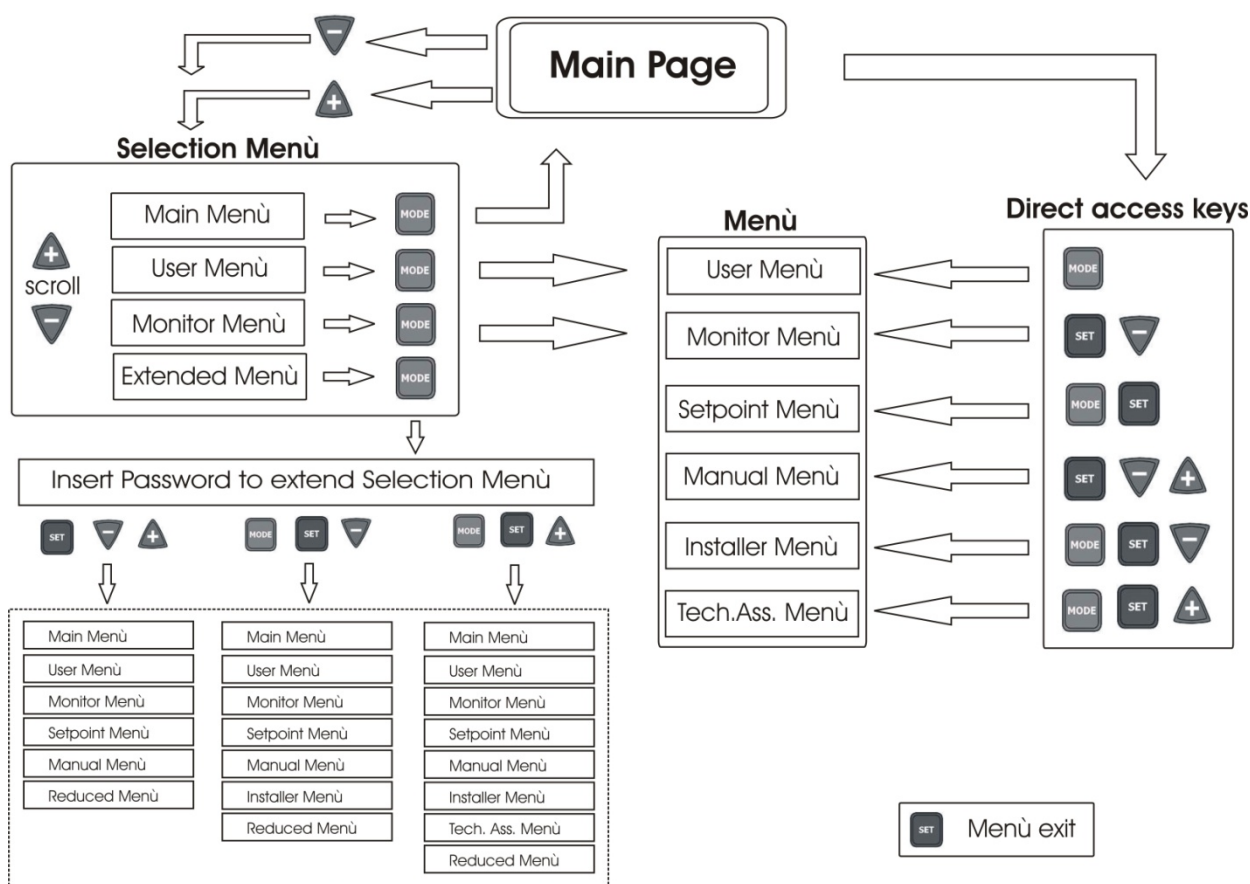 Main Page
Selection Menù
scroll
Main Menù
MODE
User Menù
MODE
Monitor Menù
MODE
Extended Menù
MODE
Insert Password to extend Selection Menù
SET
MODE SET
MODE SET
Main Menù
User Menù
Monitor Menù
Setpoint Menù
Manual Menù
Reduced Menù
Main Menù
User Menù
Monitor Menù
Setpoint Menù
Manual Menù
Installer Menù
Reduced Menù
Main Menù
User Menù
Monitor Menù
Setpoint Menù
Manual Menù
Installer Menù
Tech. Ass. Menù
Reduced Menù
Menù
User Menù
Monitor Menù
Setpoint Menù
Manual Menù
Installer Menù
Tech.Ass. Menù
Direct access keys
MODE
SET
MODE SET
SET
MODE SET
MODE SET
SET Menù exit